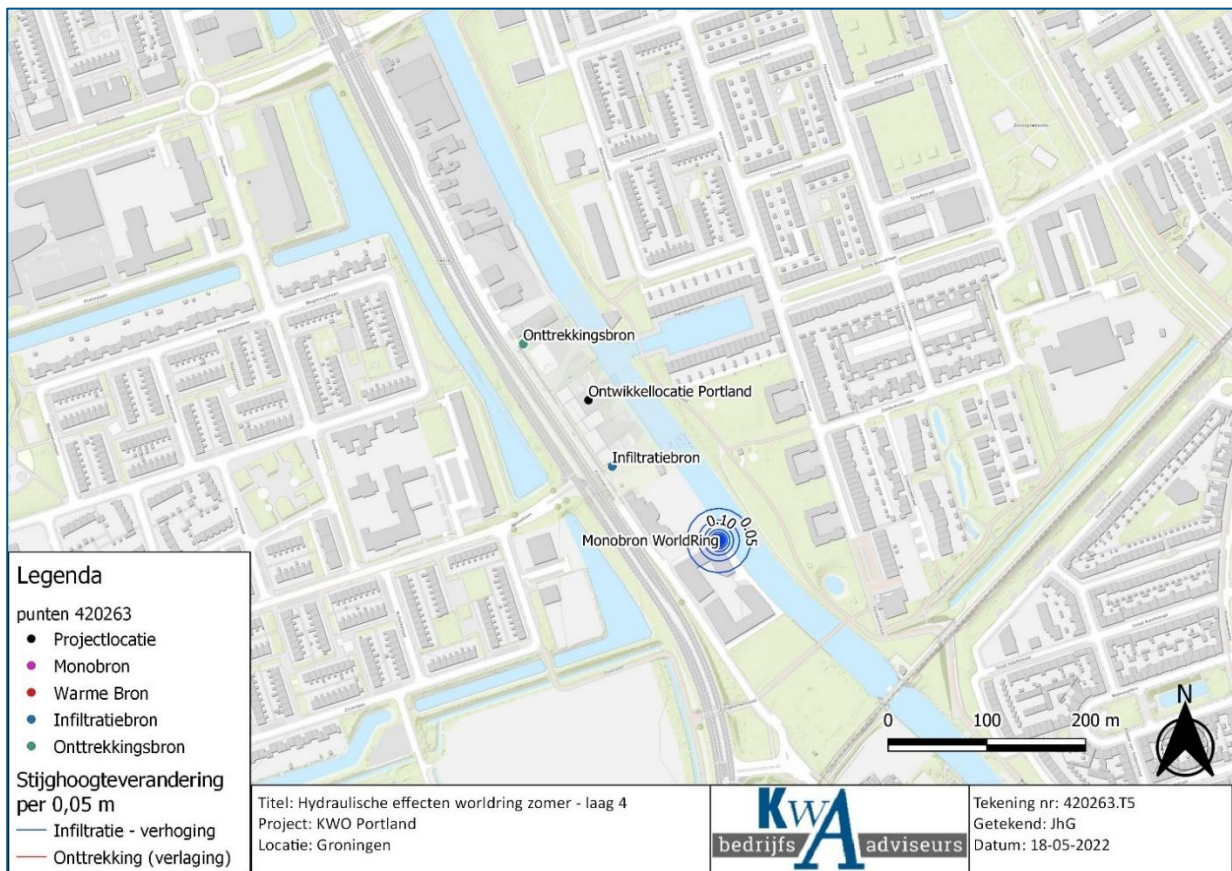 Onttrekkingsbron
Ontwikkellocatie Portland
Infiltratiebron
0.10
0.05
Monobron WorldRing
Legenda
punten 420263
Projectlocatie
Monobron
Warme Bron
Infiltratiebron
Onttrekkingsbron
Stijghoogteverandering
per 0,05 m
Infiltratie - verhoging
Onttrekking (verlaging)
0 100 200 m
N
Titel: Hydraulische effecten worldring zomer - laag 4
Project: KWO Portland
Locatie: Groningen
KWA
bedrijfs adviseurs
Tekening nr: 420263.T5
Getekend: JhG
Datum: 18-05-2022